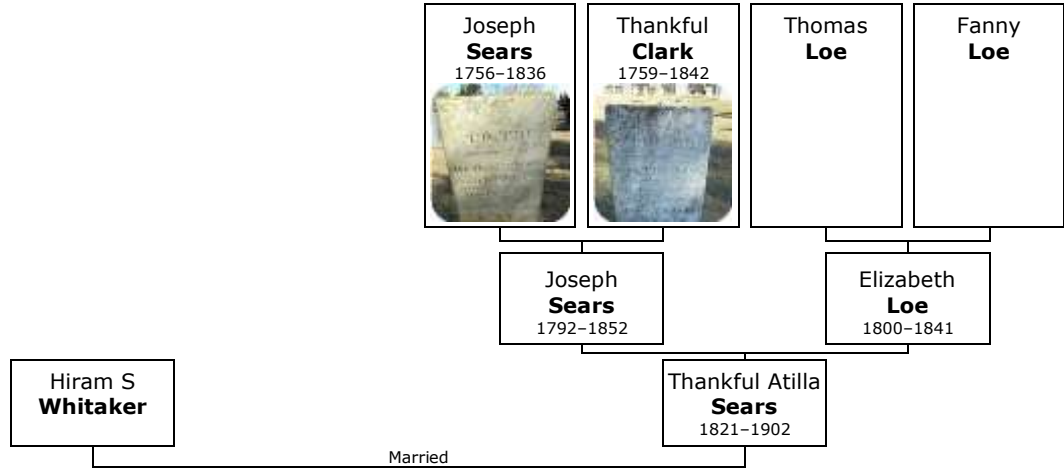 Joseph
Sears
1756–1836
Thankful
Clark
1759–1842
Thomas
Loe
Fanny
Loe
Joseph
Sears
1792–1852
Elizabeth
Loe
1800–1841
Hiram S
Whitaker
Thankful Atilla
Sears
1821–1902
Married